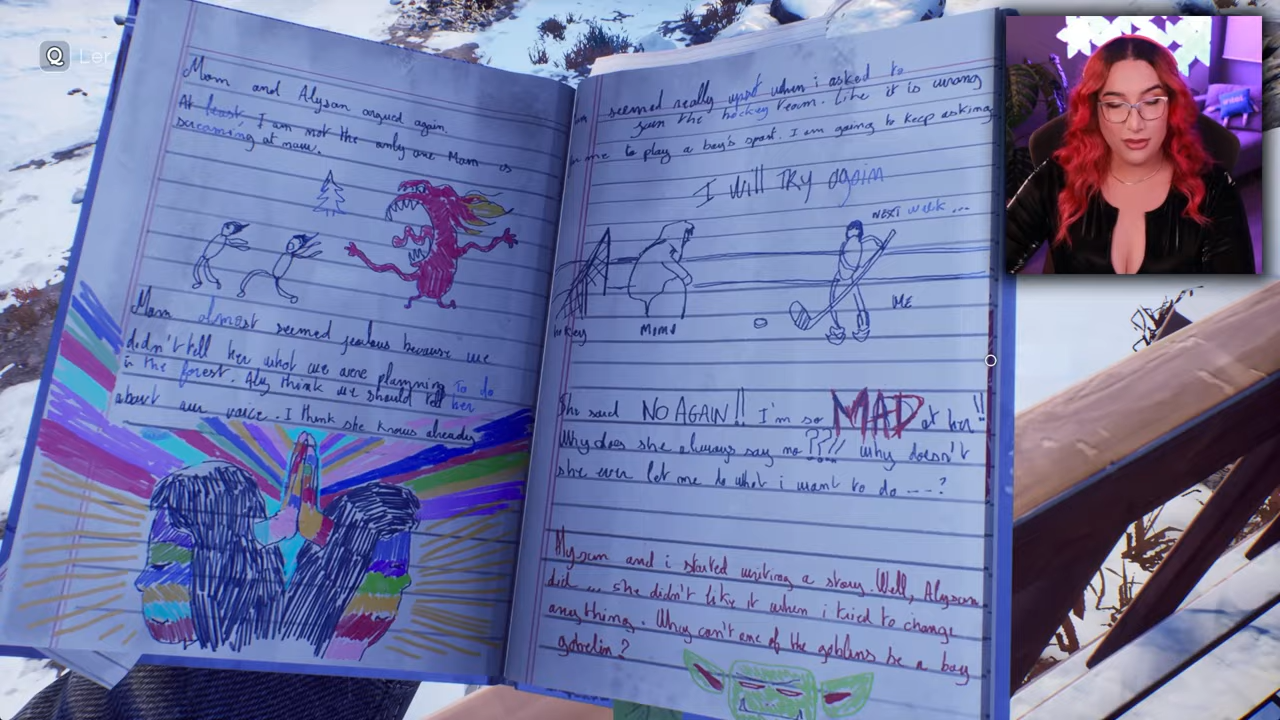 Q
Ler
Mom and Alyson argued again.
At least I am not the only one Mom is
screaming at now.
Mom almost seemed jealous because we
didn't tell her what we were planning to do
in the forest. Aly think we should tell her
about our voice. I think she knows already
seemed really upset when i asked to
join the hockey team. Like it is wrong
me to play a boy's sport. I am going to keep asking
I will TRY again
NEXT week ...
ME
MOM
She said NO AGAIN!! I'm so MAD at her!!
Why does she always say no ???!! why doesn't
she ever let me do what i want to do ---?
Alyson and i started writing a story. Well, Alyson
did ... she didn't like it when i tried to change
anything. Why can't one of the goblins be a boy
gobelin?